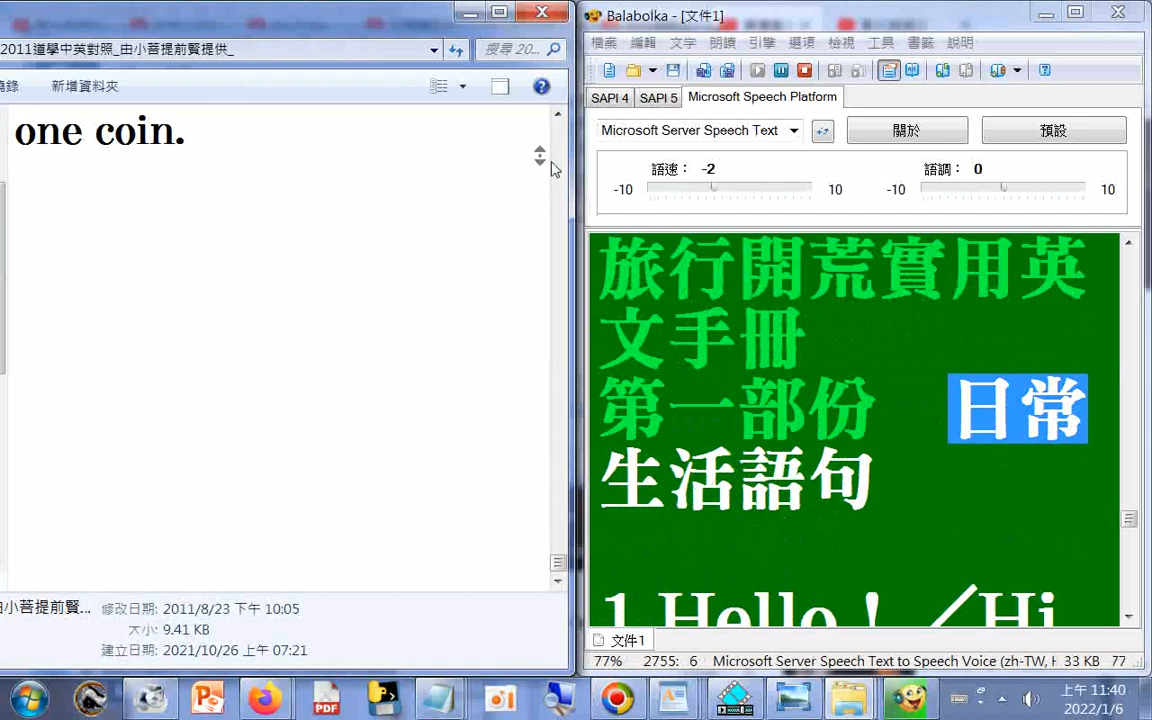 2011道學中英對照_由小菩提前賢提供_
搜尋 20...
新增資料夾
one coin.
修改日期: 2011/8/23 下午 10:05
大小: 9.41 KB
建立日期: 2021/10/26 上午 07:21
Balabolka - [文件1]
檔案 編輯 文字 朗讀 引擎 選項 檢視 工具 書籤 說明
SAPI 4 SAPI 5 Microsoft Speech Platform
Microsoft Server Speech Text 關於 預設
語速： -2 語調： 0
-10 10 -10 10
旅行開荒實用英
文手冊
第一部份 日常
生活語句
1.Hello！／Hi
文件1
77% 2755: 6 Microsoft Server Speech Text to Speech Voice (zh-TW, H 33 KB 77
PDF
上午 11:40
2022/1/6